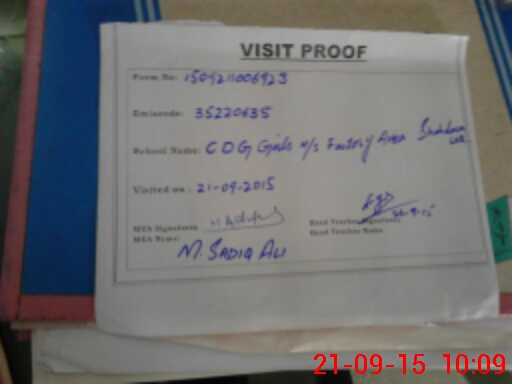 VISIT PROOF
Form No: 150921006923
Emiscode: 35220635
School Name: CDG Girls n/s Factory Area
Visited on : 21-09-2015
MEA Signature
Head Teacher Signature
MEA Name:
Head Teacher Name
M. SADIQ ALI
21-09-15 10:09